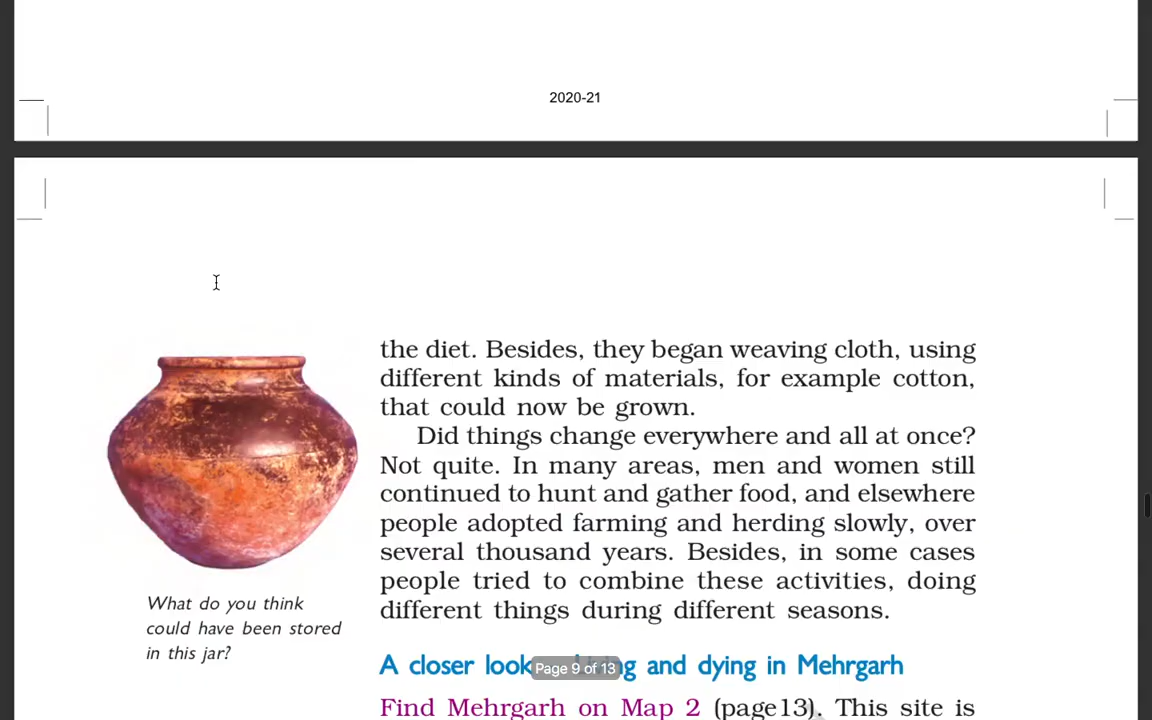 2020-21
the diet. Besides, they began weaving cloth, using
different kinds of materials, for example cotton,
that could now be grown.
Did things change everywhere and all at once?
Not quite. In many areas, men and women still
continued to hunt and gather food, and elsewhere
people adopted farming and herding slowly, over
several thousand years. Besides, in some cases
people tried to combine these activities, doing
different things during different seasons.
What do you think
could have been stored
in this jar?
A closer look and dying in Mehrgarh
Page 9 of 13
Find Mehrgarh on Map 2 (page13). This site is